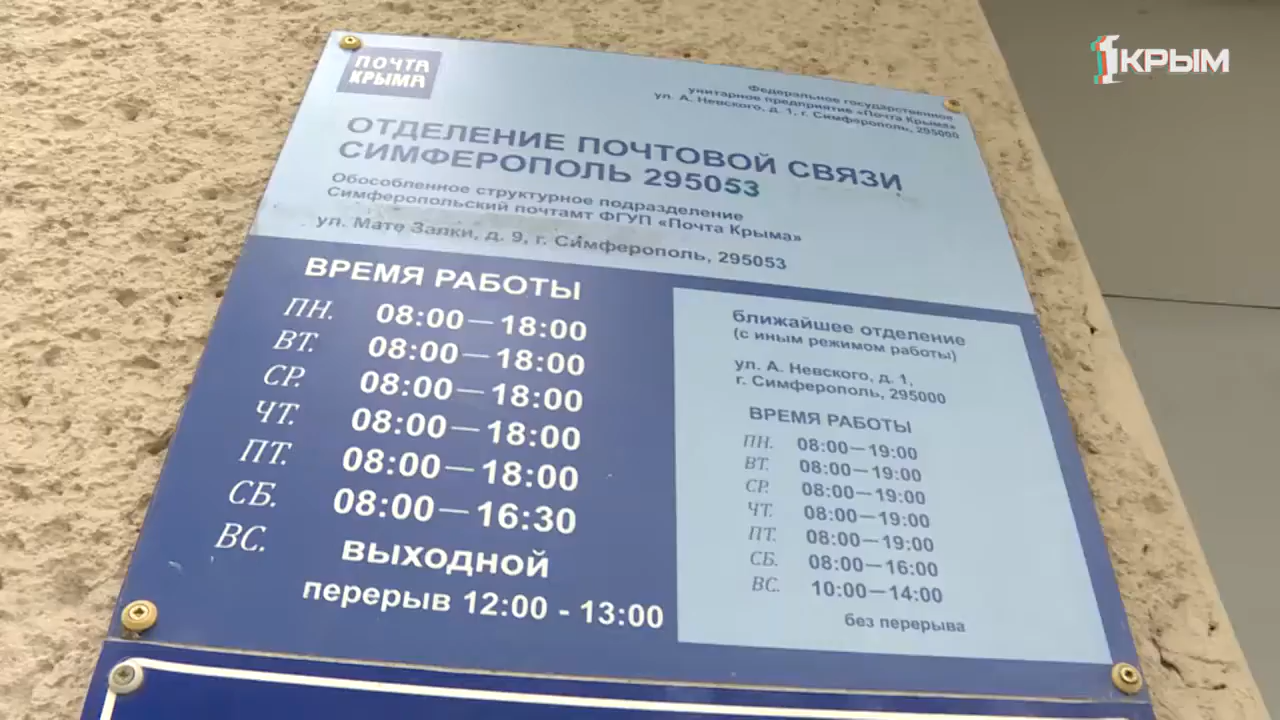 1КРЫМ
ПОЧТА
КРЫМА
Федеральное государственное
унитарное предприятие «Почта Крыма»
ул. А. Невского, д. 1, г. Симферополь, 295000
ОТДЕЛЕНИЕ ПОЧТОВОЙ СВЯЗИ
СИМФЕРОПОЛЬ 295053
Обособленное структурное подразделение
Симферопольский почтамт ФГУП «Почта Крыма»
ул. Мате Залки, д. 9, г. Симферополь, 295053
ВРЕМЯ РАБОТЫ
ПН. 08:00—18:00
ВТ. 08:00—18:00
СР. 08:00—18:00
ЧТ. 08:00—18:00
ПТ. 08:00—18:00
СБ. 08:00—16:30
ВС. ВЫХОДНОЙ
перерыв 12:00 - 13:00
ближайшее отделение
(с иным режимом работы)
ул. А. Невского, д. 1,
г. Симферополь, 295000
ВРЕМЯ РАБОТЫ
ПН. 08:00—19:00
ВТ. 08:00—19:00
СР. 08:00—19:00
ЧТ. 08:00—19:00
ПТ. 08:00—19:00
СБ. 08:00—16:00
ВС. 10:00—14:00
без перерыва